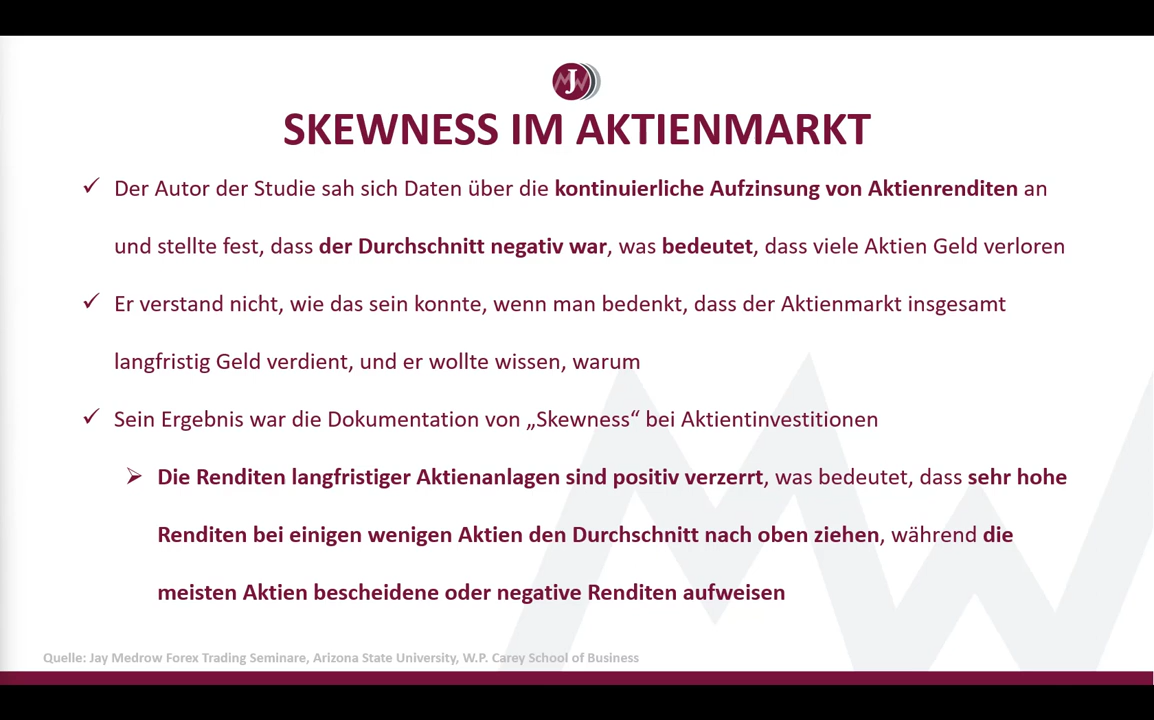 J
SKEWNESS IM AKTIENMARKT
✓ Der Autor der Studie sah sich Daten über die kontinuierliche Aufzinsung von Aktienrenditen an
und stellte fest, dass der Durchschnitt negativ war, was bedeutet, dass viele Aktien Geld verloren
✓ Er verstand nicht, wie das sein konnte, wenn man bedenkt, dass der Aktienmarkt insgesamt
langfristig Geld verdient, und er wollte wissen, warum
✓ Sein Ergebnis war die Dokumentation von „Skewness“ bei Aktientinvestitionen
➢ Die Renditen langfristiger Aktienanlagen sind positiv verzerrt, was bedeutet, dass sehr hohe
Renditen bei einigen wenigen Aktien den Durchschnitt nach oben ziehen, während die
meisten Aktien bescheidene oder negative Renditen aufweisen
Quelle: Jay Medrow Forex Trading Seminare, Arizona State University, W.P. Carey School of Business